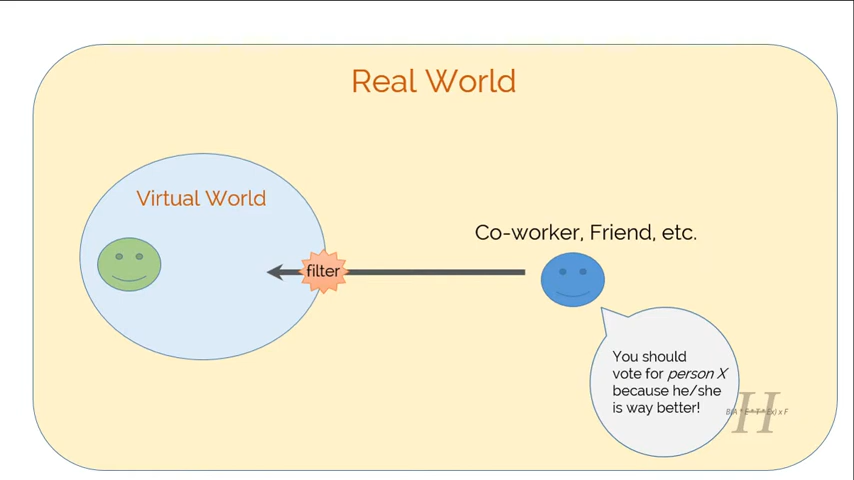 Real World
Virtual World
Co-worker, Friend, etc.
filter
You should
vote for person X
because he/she
is way better!
H